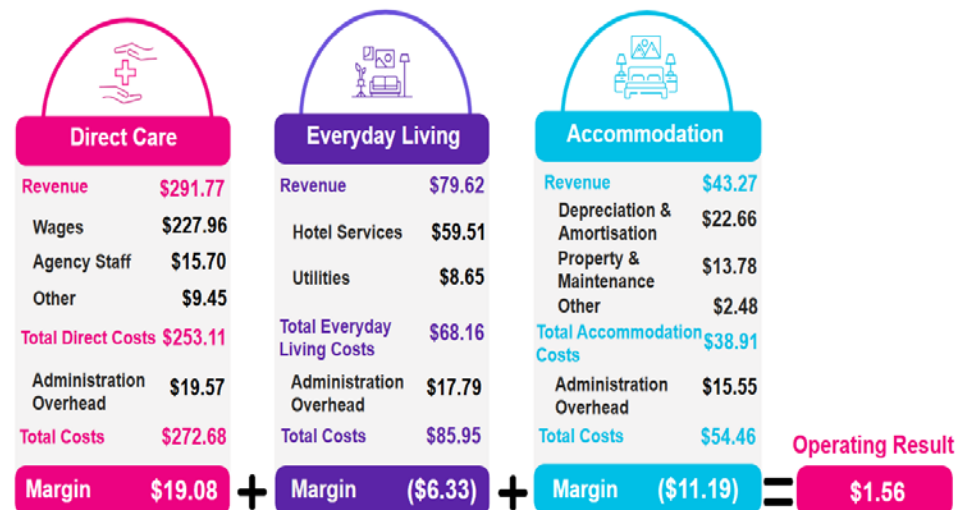 Direct Care
Revenue $291.77
Wages $227.96
Agency Staff $15.70
Other $9.45
Total Direct Costs $253.11
Administration
Overhead $19.57
Total Costs $272.68
Margin $19.08
+
Everyday Living
Revenue $79.62
Hotel Services $59.51
Utilities $8.65
Total Everyday
Living Costs $68.16
Administration
Overhead $17.79
Total Costs $85.95
Margin ($6.33)
+
Accommodation
Revenue $43.27
Depreciation &
Amortisation $22.66
Property &
Maintenance $13.78
Other $2.48
Total Accommodation
Costs $38.91
Administration
Overhead $15.55
Total Costs $54.46
Margin ($11.19)
=
Operating Result
$1.56